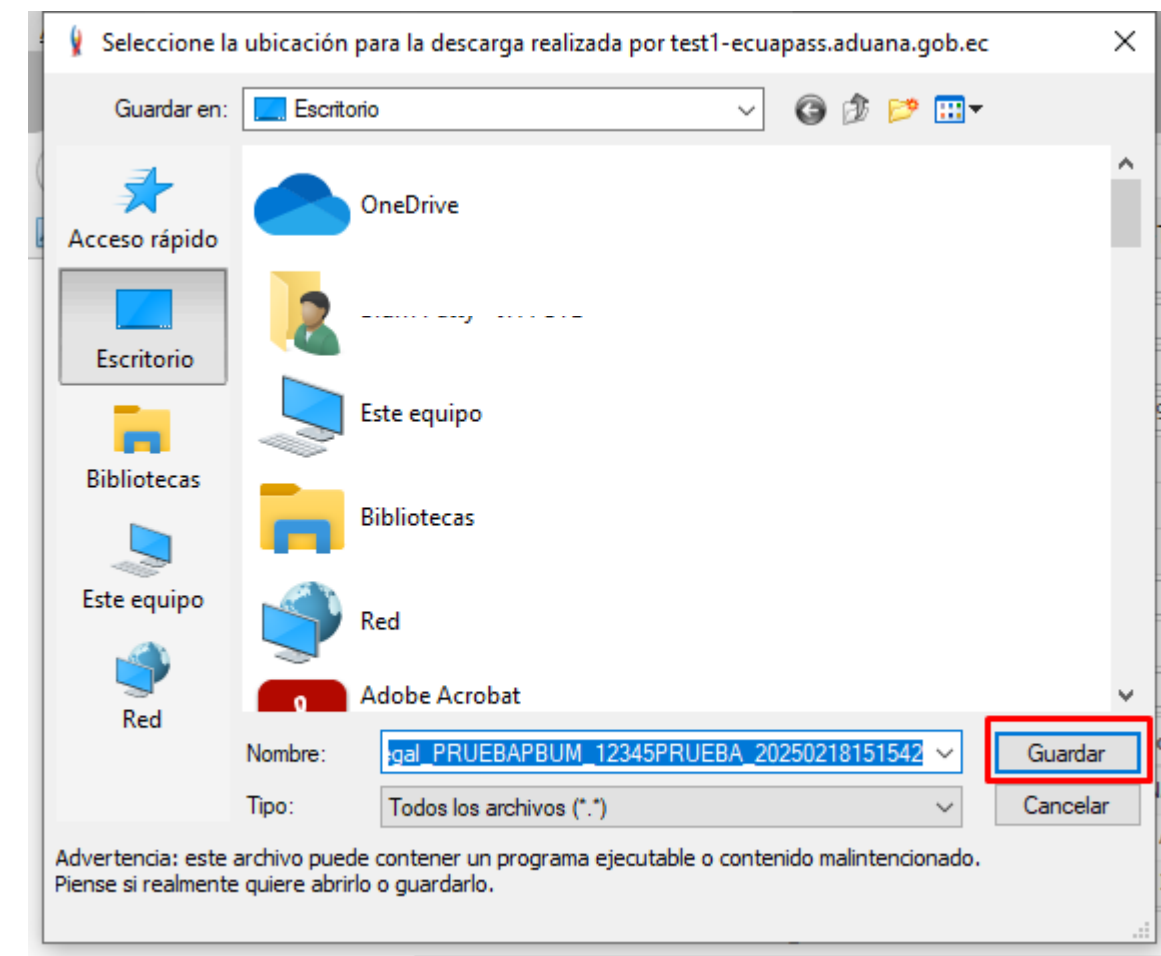 Seleccione la ubicación para la descarga realizada por test1-ecuapass.aduana.gob.ec
Guardar en: Escritorio
Acceso rápido
Escritorio
Bibliotecas
Este equipo
Red
OneDrive
Este equipo
Bibliotecas
Red
Adobe Acrobat
Nombre: gal_PRUEBAPBUM_12345PRUEBA_20250218151542
Guardar
Tipo: Todos los archivos (*.*)
Cancelar
Advertencia: este archivo puede contener un programa ejecutable o contenido malintencionado.
Piense si realmente quiere abrirlo o guardarlo.